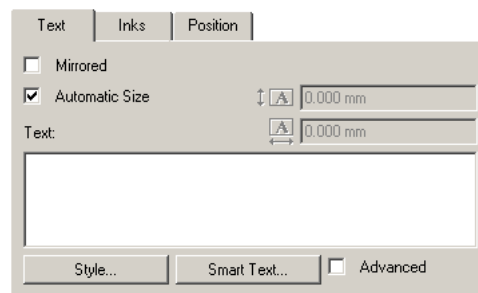 Text Inks Position
Mirrored
Automatic Size A 0.000 mm
Text: A 0.000 mm
Style... Smart Text... Advanced